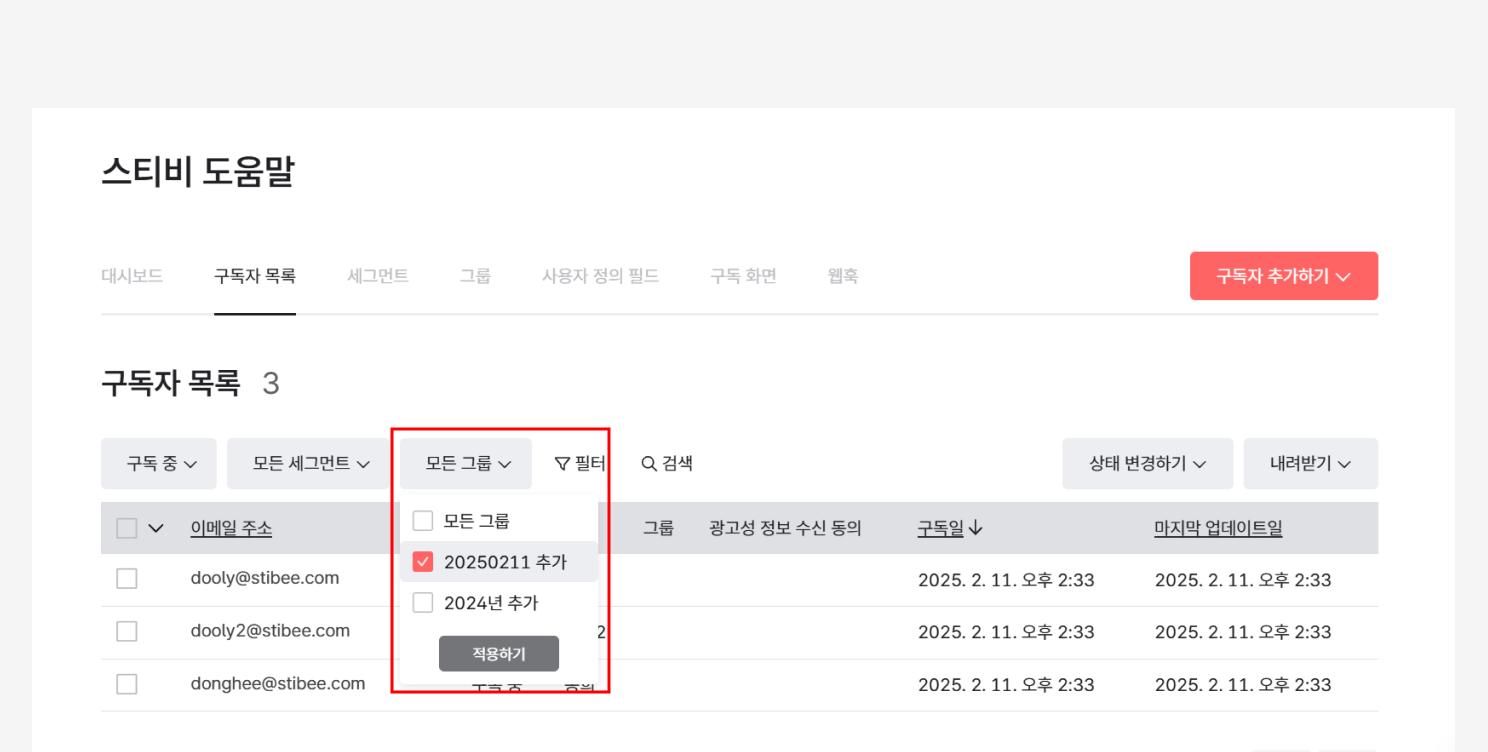 스티비 도움말
대시보드 구독자 목록 세그먼트 그룹 사용자 정의 필드 구독 화면 웹훅 구독자 추가하기
구독자 목록 3
구독 중 모든 세그먼트 모든 그룹 필터 검색 상태 변경하기 내려받기
모든 그룹
20250211 추가
2024년 추가
적용하기
이메일 주소 그룹 광고성 정보 수신 동의 구독일 마지막 업데이트일
dooly@stibee.com 2025. 2. 11. 오후 2:33 2025. 2. 11. 오후 2:33
dooly2@stibee.com 2 2025. 2. 11. 오후 2:33 2025. 2. 11. 오후 2:33
donghee@stibee.com 구독 중 동희 2025. 2. 11. 오후 2:33 2025. 2. 11. 오후 2:33